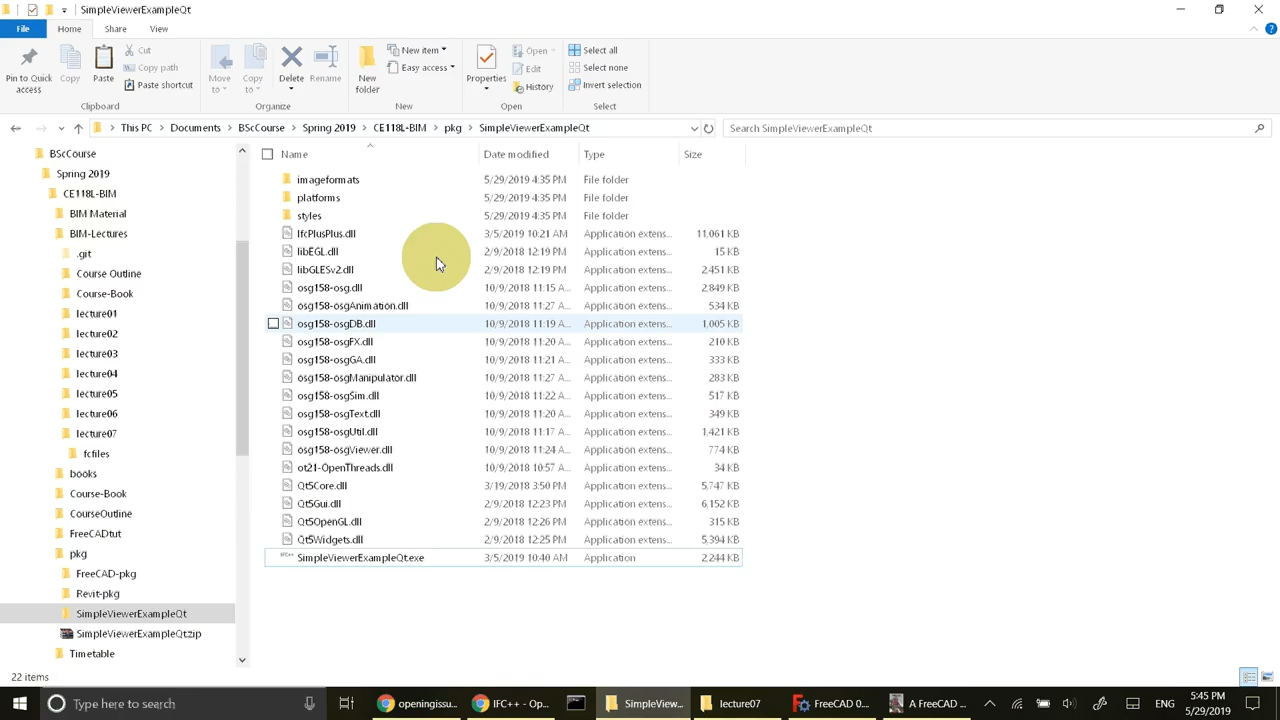 SimpleViewerExampleQt
File Home Share View
Pin to Quick access
Copy
Paste
Cut
Copy path
Paste shortcut
Clipboard
Move to
Copy to
Delete
Rename
Organize
New folder
New item
Easy access
New
Properties
Open
Edit
History
Open
Select all
Select none
Invert selection
Select
This PC > Documents > BScCourse > Spring 2019 > CE118L-BIM > pkg > SimpleViewerExampleQt
Search SimpleViewerExampleQt
BScCourse
Spring 2019
CE118L-BIM
BIM Material
BIM-Lectures
.git
Course Outline
Course-Book
lecture01
lecture02
lecture03
lecture04
lecture05
lecture06
lecture07
fcfiles
books
Course-Book
CourseOutline
FreeCADtut
pkg
FreeCAD-pkg
Revit-pkg
SimpleViewerExampleQt
SimpleViewerExampleQt.zip
Timetable
Name Date modified Type Size
imageformats 5/29/2019 4:35 PM File folder
platforms 5/29/2019 4:35 PM File folder
styles 5/29/2019 4:35 PM File folder
IfcPlusPlus.dll 3/5/2019 10:21 AM Application extens... 11,061 KB
libEGL.dll 2/9/2018 12:19 PM Application extens... 15 KB
libGLESv2.dll 2/9/2018 12:19 PM Application extens... 2,451 KB
osg158-osg.dll 10/9/2018 11:15 A... Application extens... 2,849 KB
osg158-osgAnimation.dll 10/9/2018 11:27 A... Application extens... 534 KB
osg158-osgDB.dll 10/9/2018 11:19 A... Application extens... 1,005 KB
osg158-osgFX.dll 10/9/2018 11:20 A... Application extens... 210 KB
osg158-osgGA.dll 10/9/2018 11:21 A... Application extens... 333 KB
osg158-osgManipulator.dll 10/9/2018 11:27 A... Application extens... 283 KB
osg158-osgSim.dll 10/9/2018 11:22 A... Application extens... 517 KB
osg158-osgText.dll 10/9/2018 11:20 A... Application extens... 349 KB
osg158-osgUtil.dll 10/9/2018 11:17 A... Application extens... 1,421 KB
osg158-osgViewer.dll 10/9/2018 11:24 A... Application extens... 774 KB
ot21-OpenThreads.dll 10/9/2018 10:57 A... Application extens... 34 KB
Qt5Core.dll 3/19/2018 3:50 PM Application extens... 5,747 KB
Qt5Gui.dll 2/9/2018 12:23 PM Application extens... 6,152 KB
Qt5OpenGL.dll 2/9/2018 12:26 PM Application extens... 315 KB
Qt5Widgets.dll 2/9/2018 12:25 PM Application extens... 5,394 KB
IFC++ SimpleViewerExampleQt.exe 3/5/2019 10:40 AM Application 2,244 KB
22 items
Type here to search
openingissu...
IFC++ - Op...
SimpleView...
lecture07
FreeCAD 0...
A FreeCAD ...
ENG
5:45 PM
5/29/2019